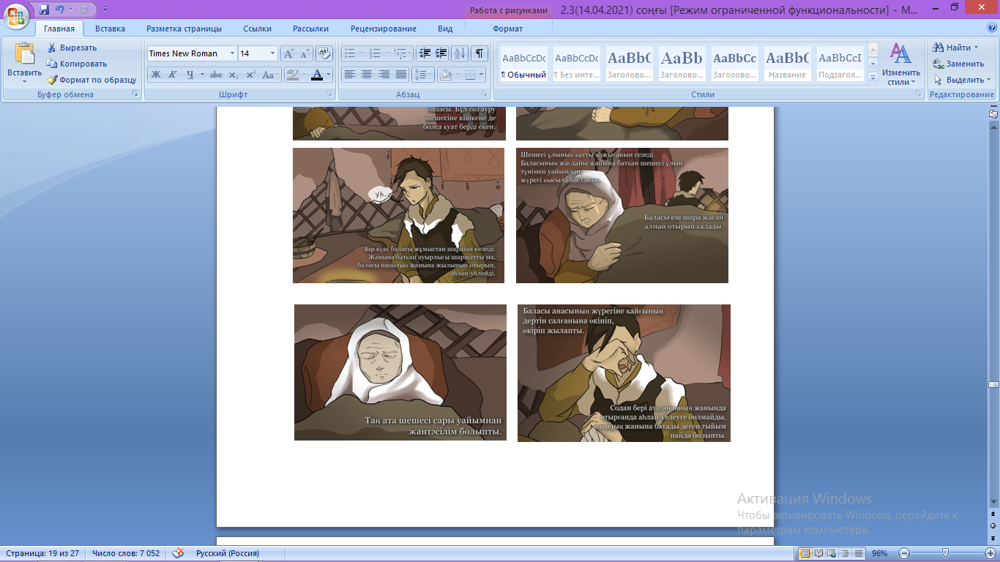 Работа с рисунками
2.3(14.04.2021) соңғы [Режим ограниченной функциональности] - M...
Главная
Вставка
Разметка страницы
Ссылки
Рассылки
Рецензирование
Вид
Формат
Вставить
Вырезать
Копировать
Формат по образцу
Буфер обмена
Times New Roman
14
Ж К Ч abc x₂ x² Aa
Шрифт
Абзац
AaBbCcDc AaBbCcDc AaBbC AaBb AaBbCc AaBbC AaBbCcI
¶ Обычный
¶ Без инте...
Заголово...
Заголово...
Заголово...
Название
Подзагол...
Изменить
стили
Стили
Найти
Заменить
Выделить
Редактирование
баласы. Бұл сөз ауру
шешесіне кішкене де
болса қуат берді екен.
Уһ...
Бір күні баласы жұмыстан шаршап келеді.
Жанына батқан ауырлығы шаршатты ма,
баласы ошақтың жанына жылынып отырып,
аһлап-уһлейді.
Шешесі ұлының қатты қажығанын сезеді.
Баласының жағдайы жанына батқан шешесі ұлын
түнімен уайымдап,
жүрегі қысыла бастапты.
Баласы еш шара жасай
алмай отырып қалады.
Таң ата шешесі сары уайымнан
жантәсілім болыпты.
Баласы анасының жүрегіне қайғының
дертін салғанына өкініп,
өкіріп жылапты.
Содан бері ата-ананың жанында
отырғанда аһлап-уһлеуге болмайды,
олардың жанына батады деген тыйым
пайда болыпты.
Активация Windows
Чтобы активировать Windows, перейдите к
параметрам компьютера.
Страница: 19 из 27
Число слов: 7 052
Русский (Россия)
96%